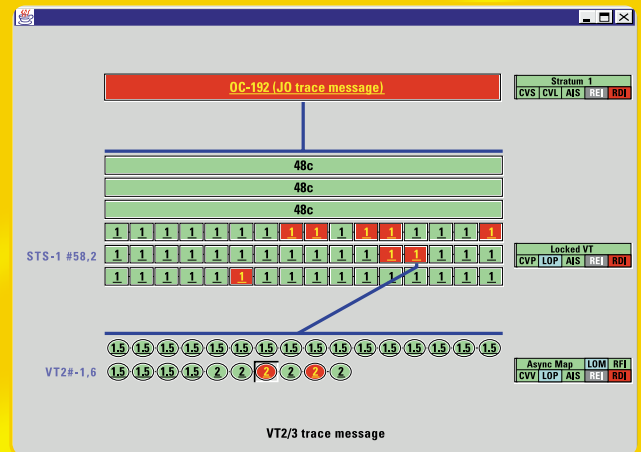 OC-192 (JO trace message)
Stratum 1
CVS CVL AIS REI RDI
48c
48c
48c
1 1 1 1 1 1 1 1 1 1 1 1 1 1 1 1
STS-1 #58,2 1 1 1 1 1 1 1 1 1 1 1 1 1 1 1 1
Locked VT
CVP LOP AIS REI RDI
1 1 1 1 1 1 1 1 1 1 1 1 1 1 1 1
1.5 1.5 1.5 1.5 1.5 1.5 1.5 1.5 1.5 1.5 1.5 1.5 1.5 1.5 1.5 1.5
VT2#-1,6 1.5 1.5 1.5 1.5 2 2 2 2 2 2
Async Map LOM RFI
CVV LOP AIS REI RDI
VT2/3 trace message